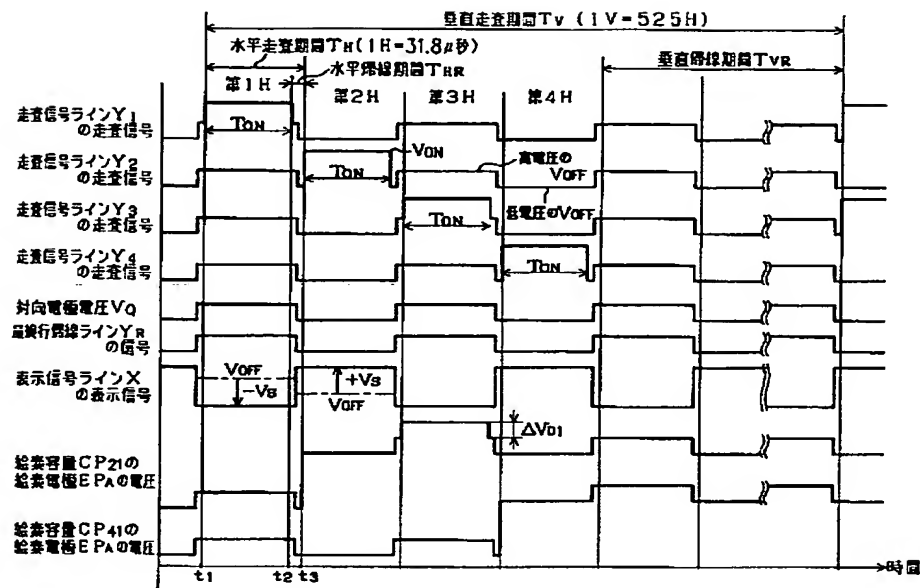 垂直走査期間TV (1V=525H)
水平走査期間TH(1H=31.8μ秒)
水平帰線期間THR
垂直帰線期間TVR
第1H
第2H
第3H
第4H
走査信号ラインY1
の走査信号
TON
VON
走査信号ラインY2
の走査信号
TON
高電圧の
VOFF
低電圧のVOFF
走査信号ラインY3
の走査信号
TON
走査信号ラインY4
の走査信号
TON
対向電極電圧VQ
最終行帰線ラインYR
の信号
表示信号ラインX
の表示信号
VOFF
-VS
+VS
VOFF
ΔVD1
絵素容量CP21の
絵素電極EPAの電圧
絵素容量CP41の
絵素電極EPAの電圧
t1
t2
t3
時間